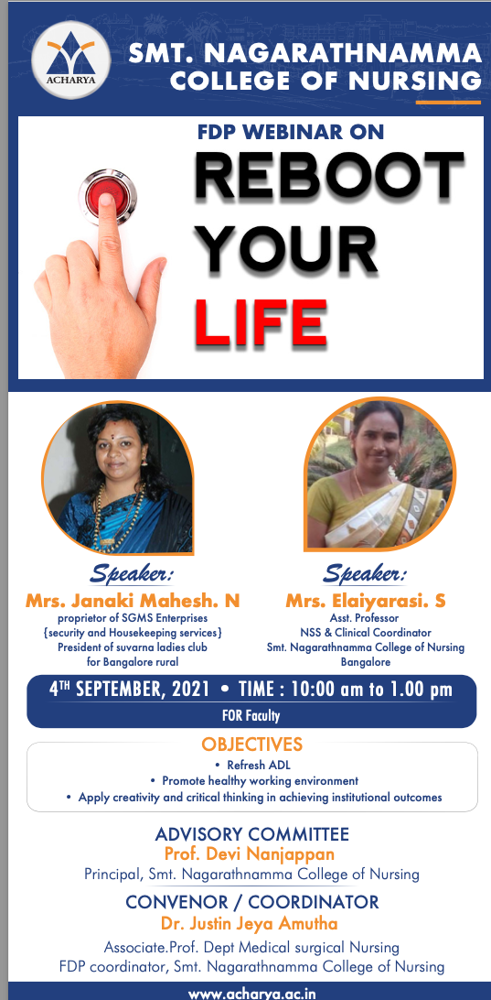 ACHARYA
SMT. NAGARATHNAMMA
COLLEGE OF NURSING
FDP WEBINAR ON
REBOOT
YOUR
LIFE
Speaker:
Mrs. Janaki Mahesh. N
proprietor of SGMS Enterprises
{security and Housekeeping services}
President of suvarna ladies club
for Bangalore rural
Speaker:
Mrs. Elaiyarasi. S
Asst. Professor
NSS & Clinical Coordinator
Smt. Nagarathnamma College of Nursing
Bangalore
4TH SEPTEMBER, 2021 • TIME : 10:00 am to 1.00 pm
FOR Faculty
OBJECTIVES
• Refresh ADL
• Promote healthy working environment
• Apply creativity and critical thinking in achieving institutional outcomes
ADVISORY COMMITTEE
Prof. Devi Nanjappan
Principal, Smt. Nagarathnamma College of Nursing
CONVENOR / COORDINATOR
Dr. Justin Jeya Amutha
Associate.Prof. Dept Medical surgical Nursing
FDP coordinator, Smt. Nagarathnamma College of Nursing
www.acharya.ac.in